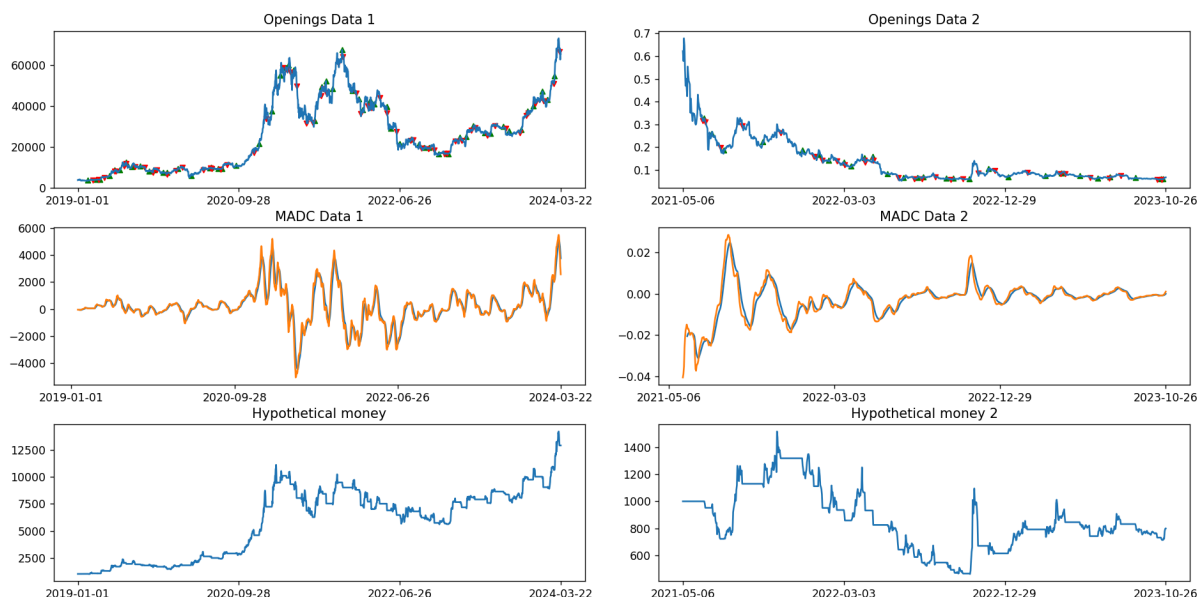 Openings Data 1
60000
40000
20000
0
2019-01-01 2020-09-28 2022-06-26 2024-03-22
Openings Data 2
0.7
0.6
0.5
0.4
0.3
0.2
0.1
2021-05-06 2022-03-03 2022-12-29 2023-10-26
MADC Data 1
6000
4000
2000
0
−2000
−4000
2019-01-01 2020-09-28 2022-06-26 2024-03-22
MADC Data 2
0.02
0.00
−0.02
−0.04
2021-05-06 2022-03-03 2022-12-29 2023-10-26
Hypothetical money
12500
10000
7500
5000
2500
2019-01-01 2020-09-28 2022-06-26 2024-03-22
Hypothetical money 2
1400
1200
1000
800
600
2021-05-06 2022-03-03 2022-12-29 2023-10-26